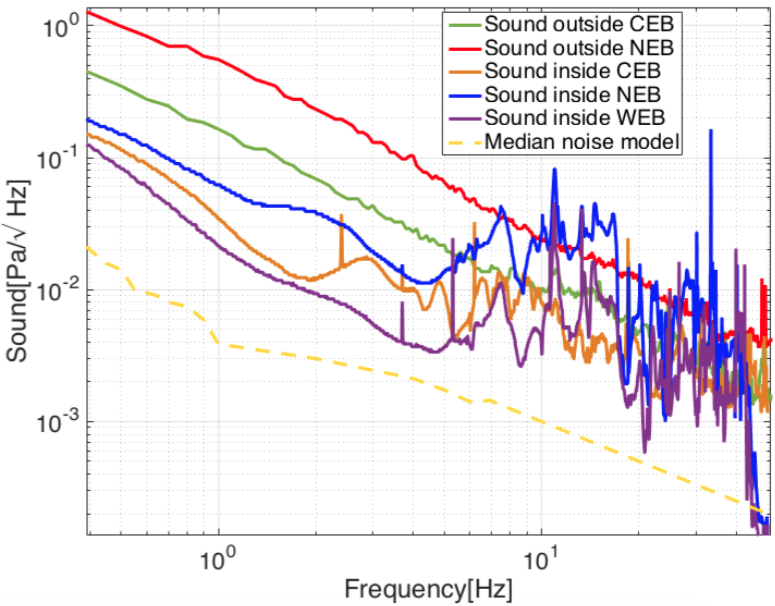 Sound outside CEB
Sound outside NEB
Sound inside CEB
Sound inside NEB
Sound inside WEB
Median noise model
Sound[Pa/√ Hz]
10⁰
10⁻¹
10⁻²
10⁻³
10⁰
10¹
Frequency[Hz]